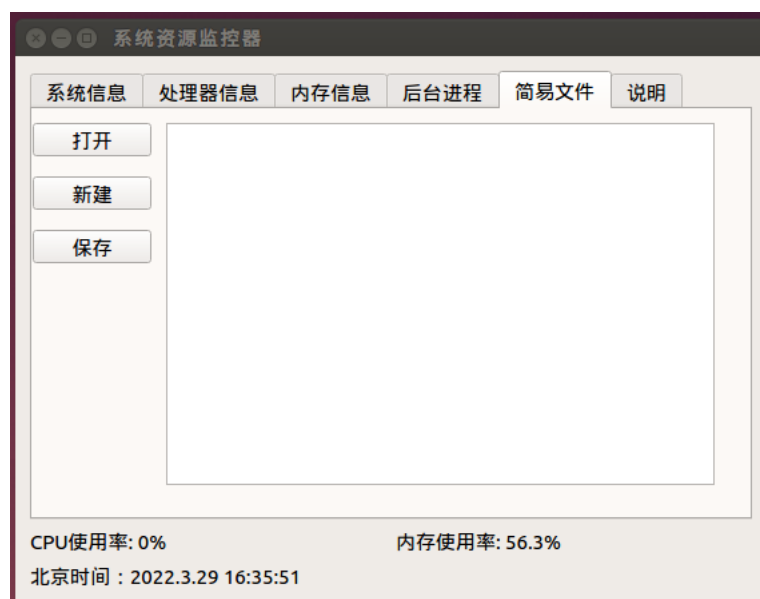 系统资源监控器
系统信息 处理器信息 内存信息 后台进程 简易文件 说明
打开
新建
保存
CPU使用率: 0% 内存使用率: 56.3%
北京时间：2022.3.29 16:35:51